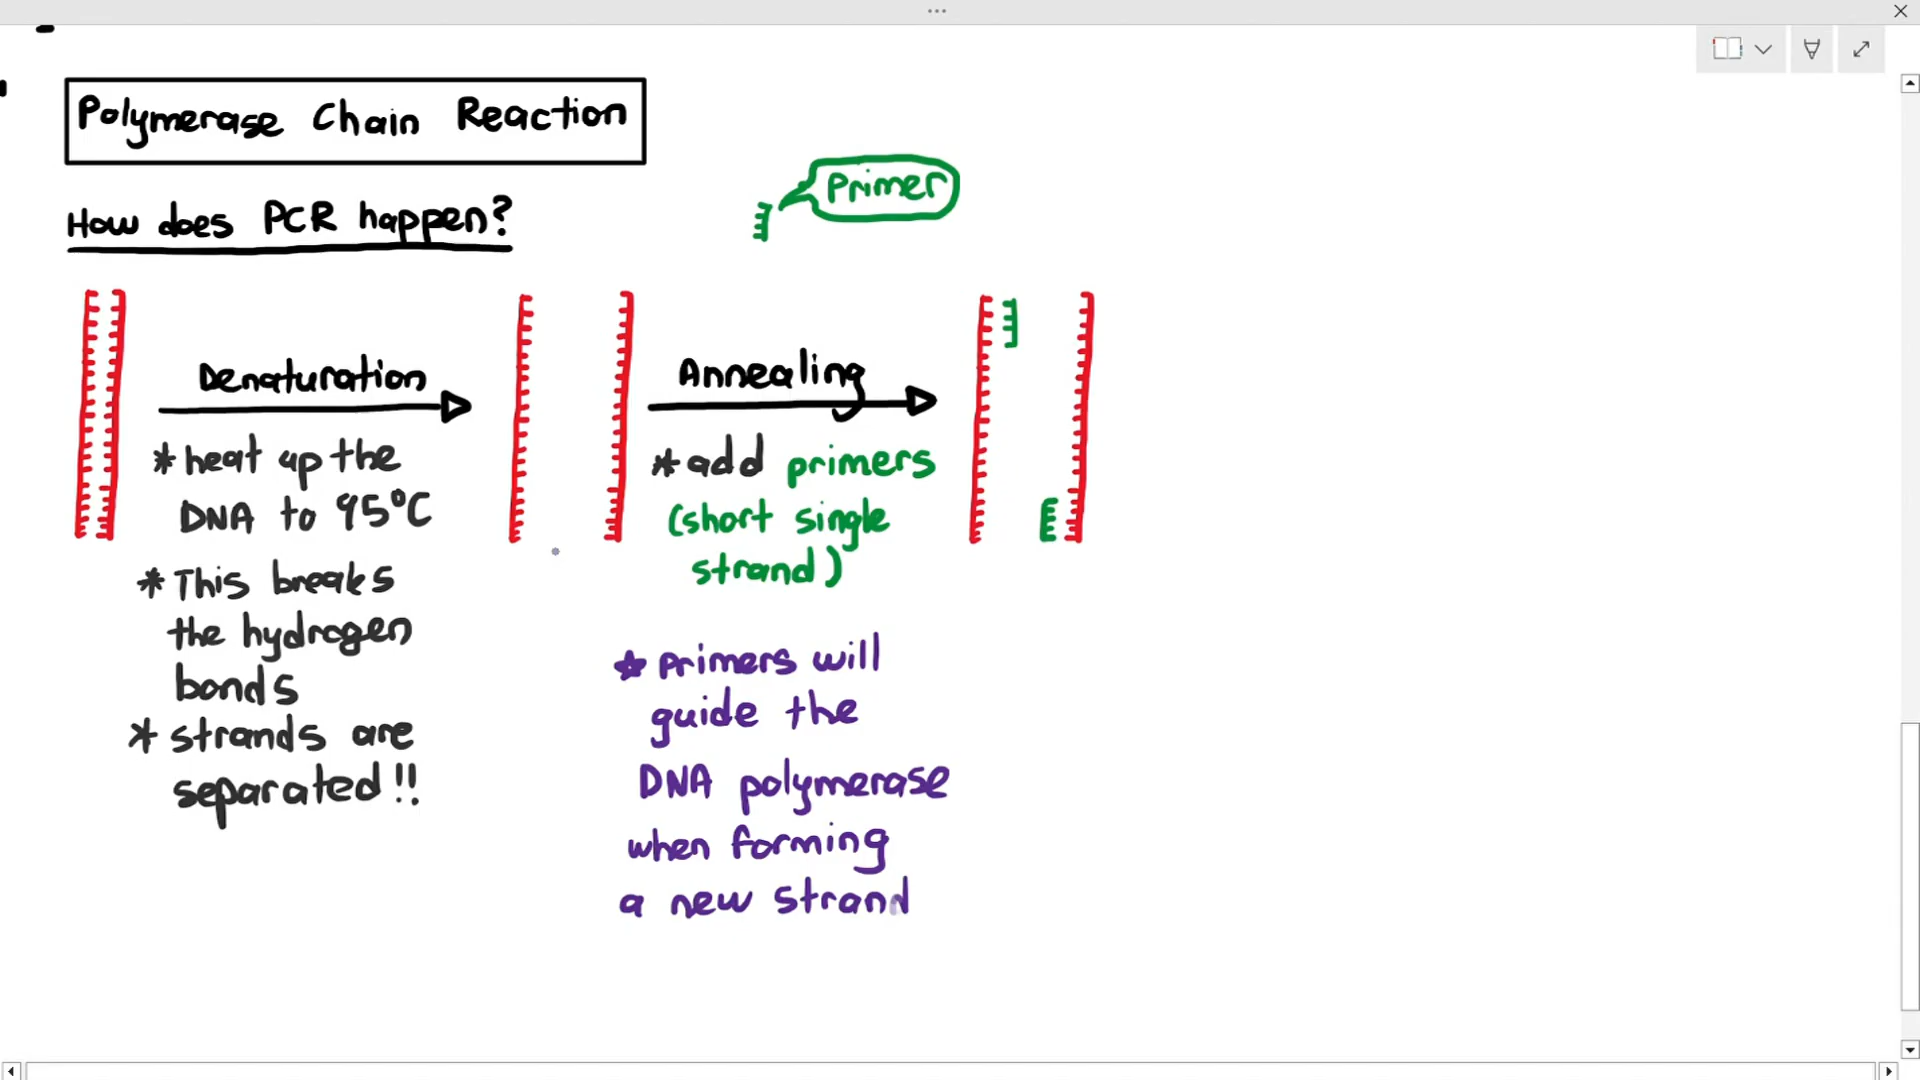 Polymerase Chain Reaction
How does PCR happen?
Primer
Denaturation
* heat up the
DNA to 95°C
* This breaks
the hydrogen
bonds
* strands are
separated!!
Annealing
* add primers
(short single
strand)
* primers will
guide the
DNA polymerase
when forming
a new strand